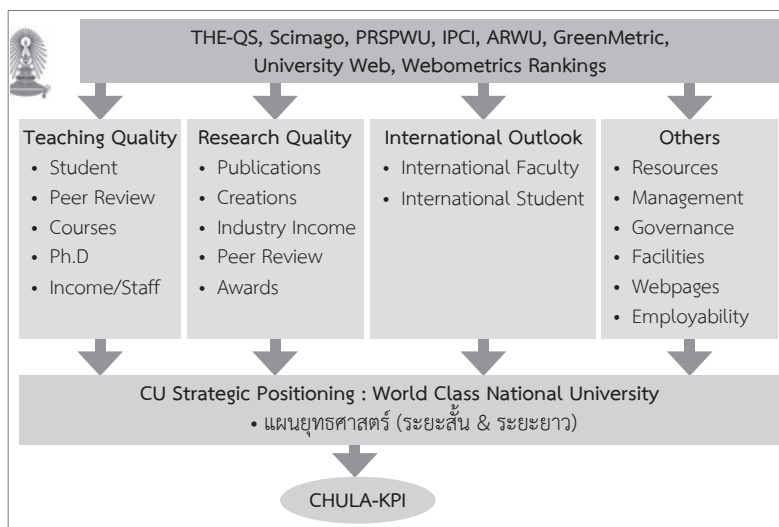 THE-QS, Scimago, PRSPWU, IPCI, ARWU, GreenMetric,
University Web, Webometrics Rankings
Teaching Quality
• Student
• Peer Review
• Courses
• Ph.D
• Income/Staff
Research Quality
• Publications
• Creations
• Industry Income
• Peer Review
• Awards
International Outlook
• International Faculty
• International Student
Others
• Resources
• Management
• Governance
• Facilities
• Webpages
• Employability
CU Strategic Positioning : World Class National University
• แผนยุทธศาสตร์ (ระยะสั้น & ระยะยาว)
CHULA-KPI